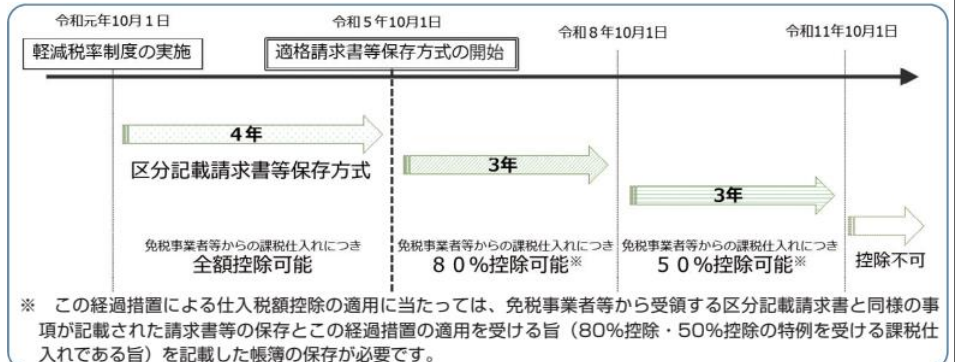 令和元年10月1日
令和5年10月1日
令和8年10月1日
令和11年10月1日
軽減税率制度の実施
適格請求書等保存方式の開始
4年
区分記載請求書等保存方式
3年
3年
免税事業者等からの課税仕入れにつき
全額控除可能
免税事業者等からの課税仕入れにつき
80%控除可能※
免税事業者等からの課税仕入れにつき
50%控除可能※
控除不可
※ この経過措置による仕入税額控除の適用に当たっては、免税事業者等から受領する区分記載請求書と同様の事
項が記載された請求書等の保存とこの経過措置の適用を受ける旨(80%控除・50%控除の特例を受ける課税仕
入れである旨)を記載した帳簿の保存が必要です。